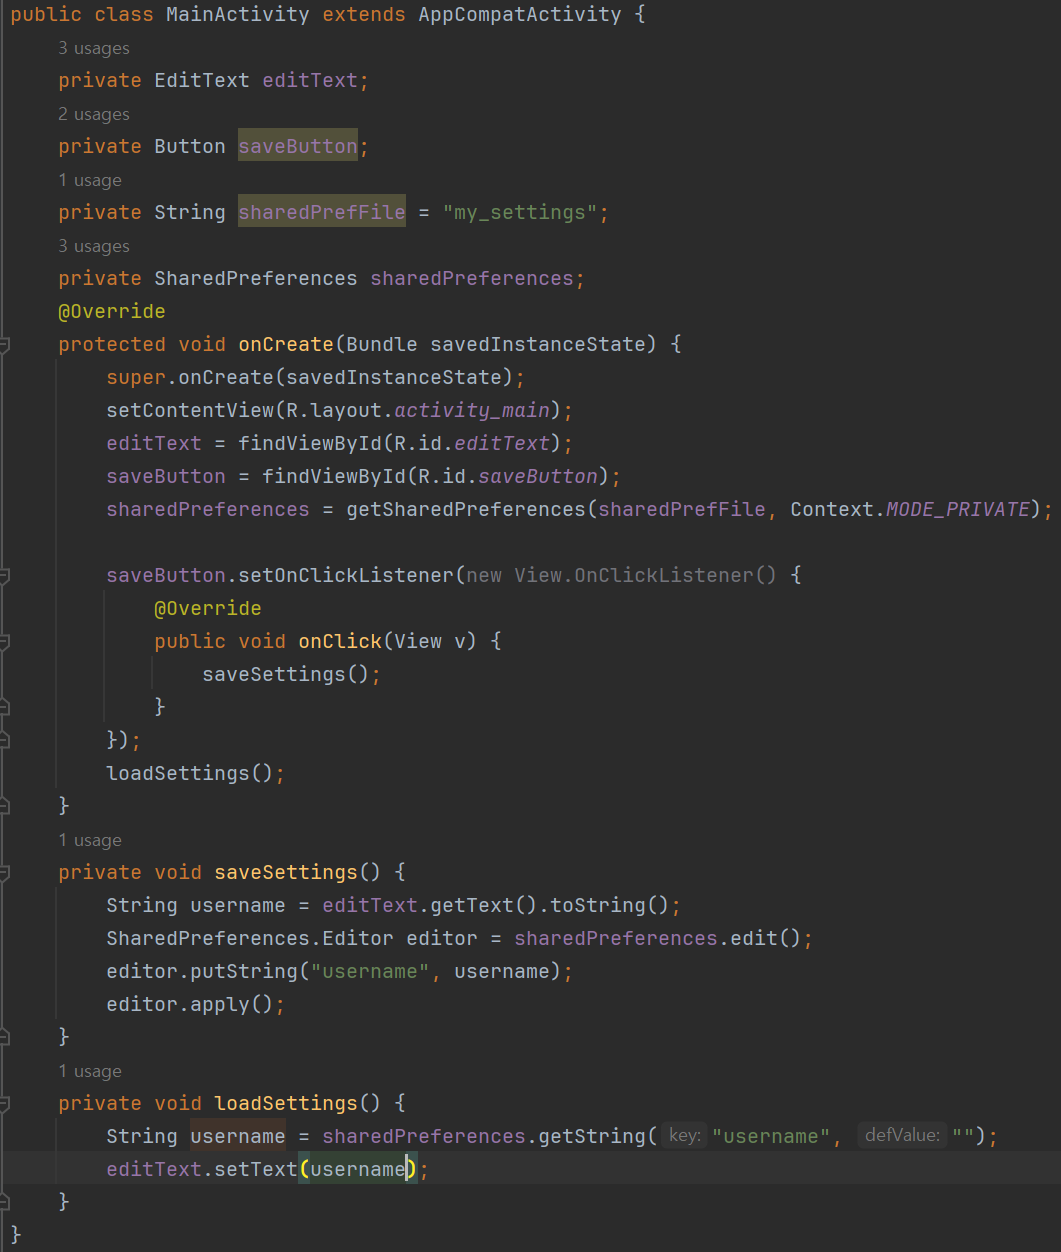 public class MainActivity extends AppCompatActivity {
3 usages
private EditText editText;
2 usages
private Button saveButton;
1 usage
private String sharedPrefFile = "my_settings";
3 usages
private SharedPreferences sharedPreferences;
@Override
protected void onCreate(Bundle savedInstanceState) {
super.onCreate(savedInstanceState);
setContentView(R.layout.activity_main);
editText = findViewById(R.id.editText);
saveButton = findViewById(R.id.saveButton);
sharedPreferences = getSharedPreferences(sharedPrefFile, Context.MODE_PRIVATE);
saveButton.setOnClickListener(new View.OnClickListener() {
@Override
public void onClick(View v) {
saveSettings();
}
});
loadSettings();
}
1 usage
private void saveSettings() {
String username = editText.getText().toString();
SharedPreferences.Editor editor = sharedPreferences.edit();
editor.putString("username", username);
editor.apply();
}
1 usage
private void loadSettings() {
String username = sharedPreferences.getString( key: "username", defValue: "");
editText.setText(username);
}
}